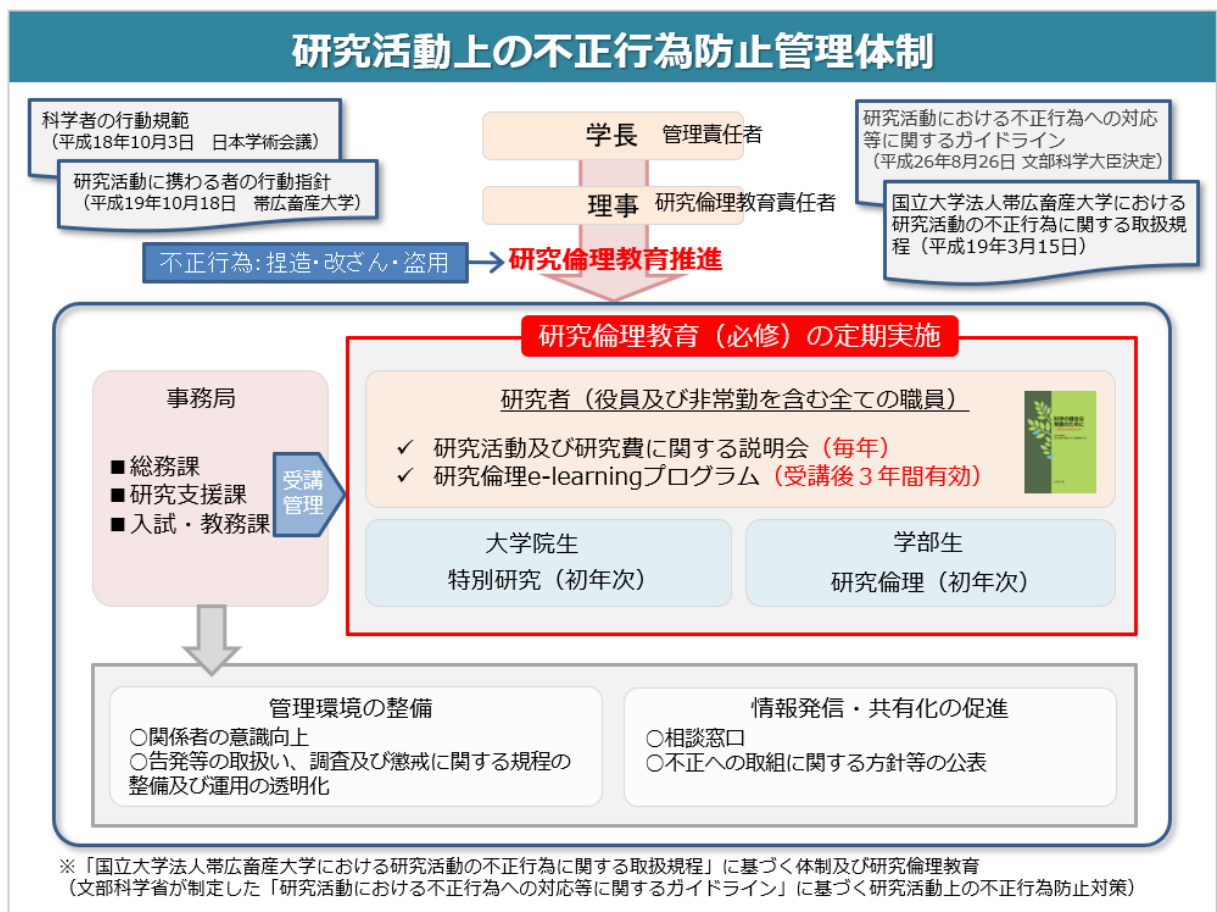 研究活動上の不正行為防止管理体制
科学者の行動規範
（平成18年10月3日　日本学術会議）
研究活動に携わる者の行動指針
（平成19年10月18日　帯広畜産大学）
学長　管理責任者
理事　研究倫理教育責任者
研究活動における不正行為への対応
等に関するガイドライン
（平成26年8月26日 文部科学大臣決定）
国立大学法人帯広畜産大学における
研究活動の不正行為に関する取扱規
程（平成19年3月15日）
不正行為：捏造・改ざん・盗用
研究倫理教育推進
研究倫理教育（必修）の定期実施
事務局
■総務課
■研究支援課
■入試・教務課
受講
管理
研究者（役員及び非常勤を含む全ての職員）
✓ 研究活動及び研究費に関する説明会（毎年）
✓ 研究倫理e-learningプログラム（受講後３年間有効）
科学の健全な
発展のために
大学院生
特別研究（初年次）
学部生
研究倫理（初年次）
管理環境の整備
○関係者の意識向上
○告発等の取扱い、調査及び懲戒に関する規程の
整備及び運用の透明化
情報発信・共有化の促進
○相談窓口
○不正への取組に関する方針等の公表
※「国立大学法人帯広畜産大学における研究活動の不正行為に関する取扱規程」に基づく体制及び研究倫理教育
（文部科学省が制定した「研究活動における不正行為への対応等に関するガイドライン」に基づく研究活動上の不正行為防止対策）